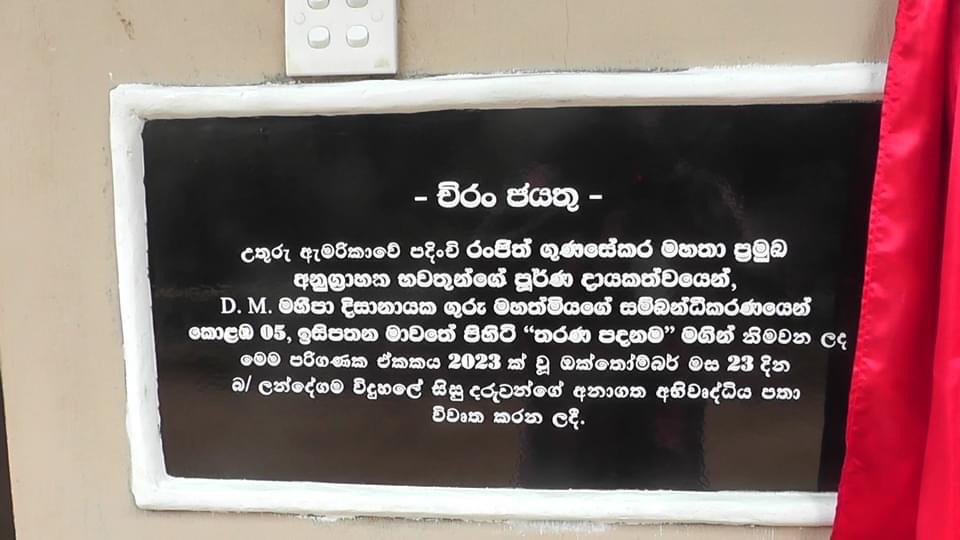 - චිරං ජයතු -
උතුරු ඇමරිකාවේ පදිංචි රංජිත් ගුණසේකර මහතා ප්‍රමුඛ
අනුග්‍රාහක භවතුන්ගේ පූර්ණ දායකත්වයෙන්,
D. M. මහීපා දිසානායක ගුරු මහත්මියගේ සම්බන්ධීකරණයෙන්
කොළඹ 05, ඉසිපතන මාවතේ පිහිටි “තරණ පදනම” මගින් නිමවන ලද
මෙම පරිගණක ඒකකය 2023 ක් වූ ඔක්තෝම්බර් මස 23 දින
බ/ ලන්දේගම විදුහලේ සිසු දරුවන්ගේ අනාගත අභිවෘද්ධිය පතා
විවෘත කරන ලදී.